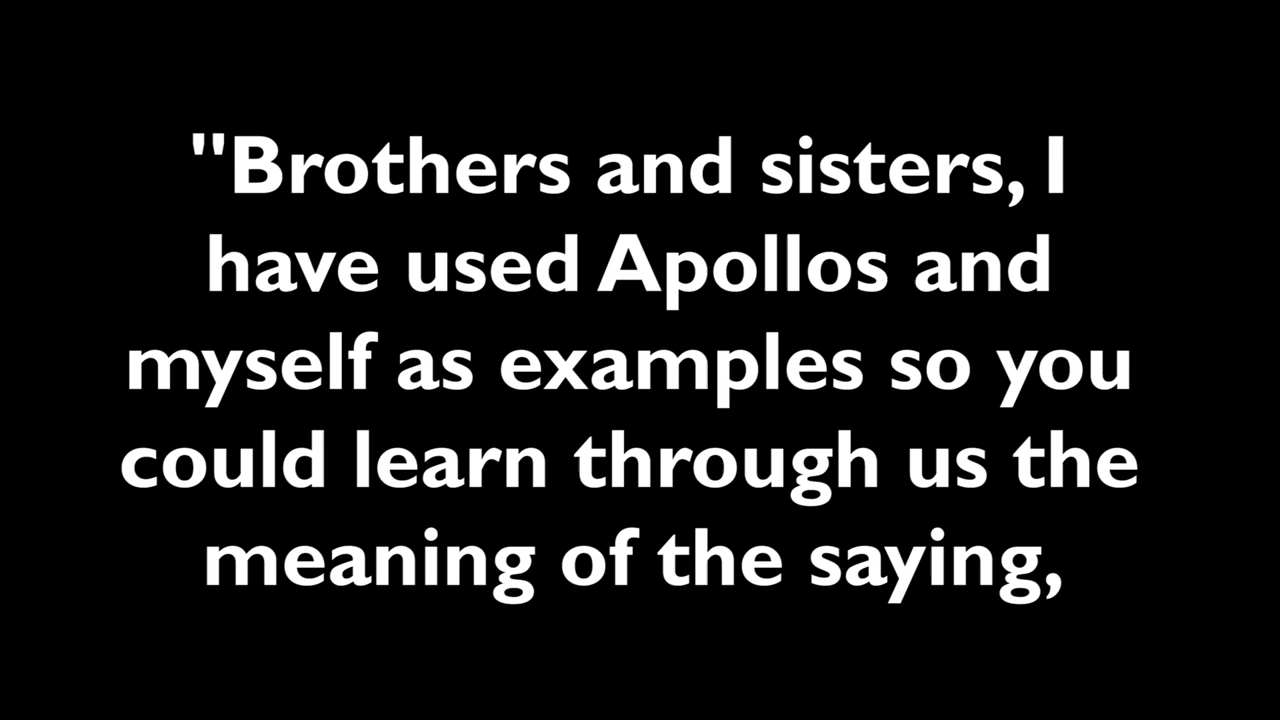 "Brothers and sisters, I
have used Apollos and
myself as examples so you
could learn through us the
meaning of the saying,